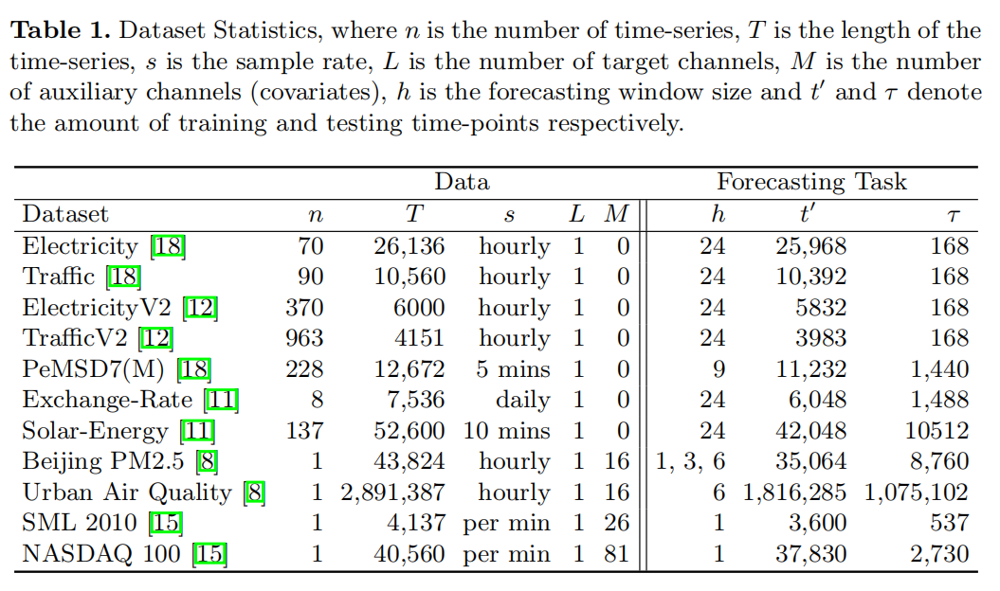 Table 1. Dataset Statistics, where n is the number of time-series, T is the length of the
time-series, s is the sample rate, L is the number of target channels, M is the number
of auxiliary channels (covariates), h is the forecasting window size and t′ and τ denote
the amount of training and testing time-points respectively.
Data Forecasting Task
Dataset n T s L M h t′ τ
Electricity [18] 70 26,136 hourly 1 0 24 25,968 168
Traffic [18] 90 10,560 hourly 1 0 24 10,392 168
ElectricityV2 [12] 370 6000 hourly 1 0 24 5832 168
TrafficV2 [12] 963 4151 hourly 1 0 24 3983 168
PeMSD7(M) [18] 228 12,672 5 mins 1 0 9 11,232 1,440
Exchange-Rate [11] 8 7,536 daily 1 0 24 6,048 1,488
Solar-Energy [11] 137 52,600 10 mins 1 0 24 42,048 10512
Beijing PM2.5 [8] 1 43,824 hourly 1 16 1, 3, 6 35,064 8,760
Urban Air Quality [8] 1 2,891,387 hourly 1 16 6 1,816,285 1,075,102
SML 2010 [15] 1 4,137 per min 1 26 1 3,600 537
NASDAQ 100 [15] 1 40,560 per min 1 81 1 37,830 2,730